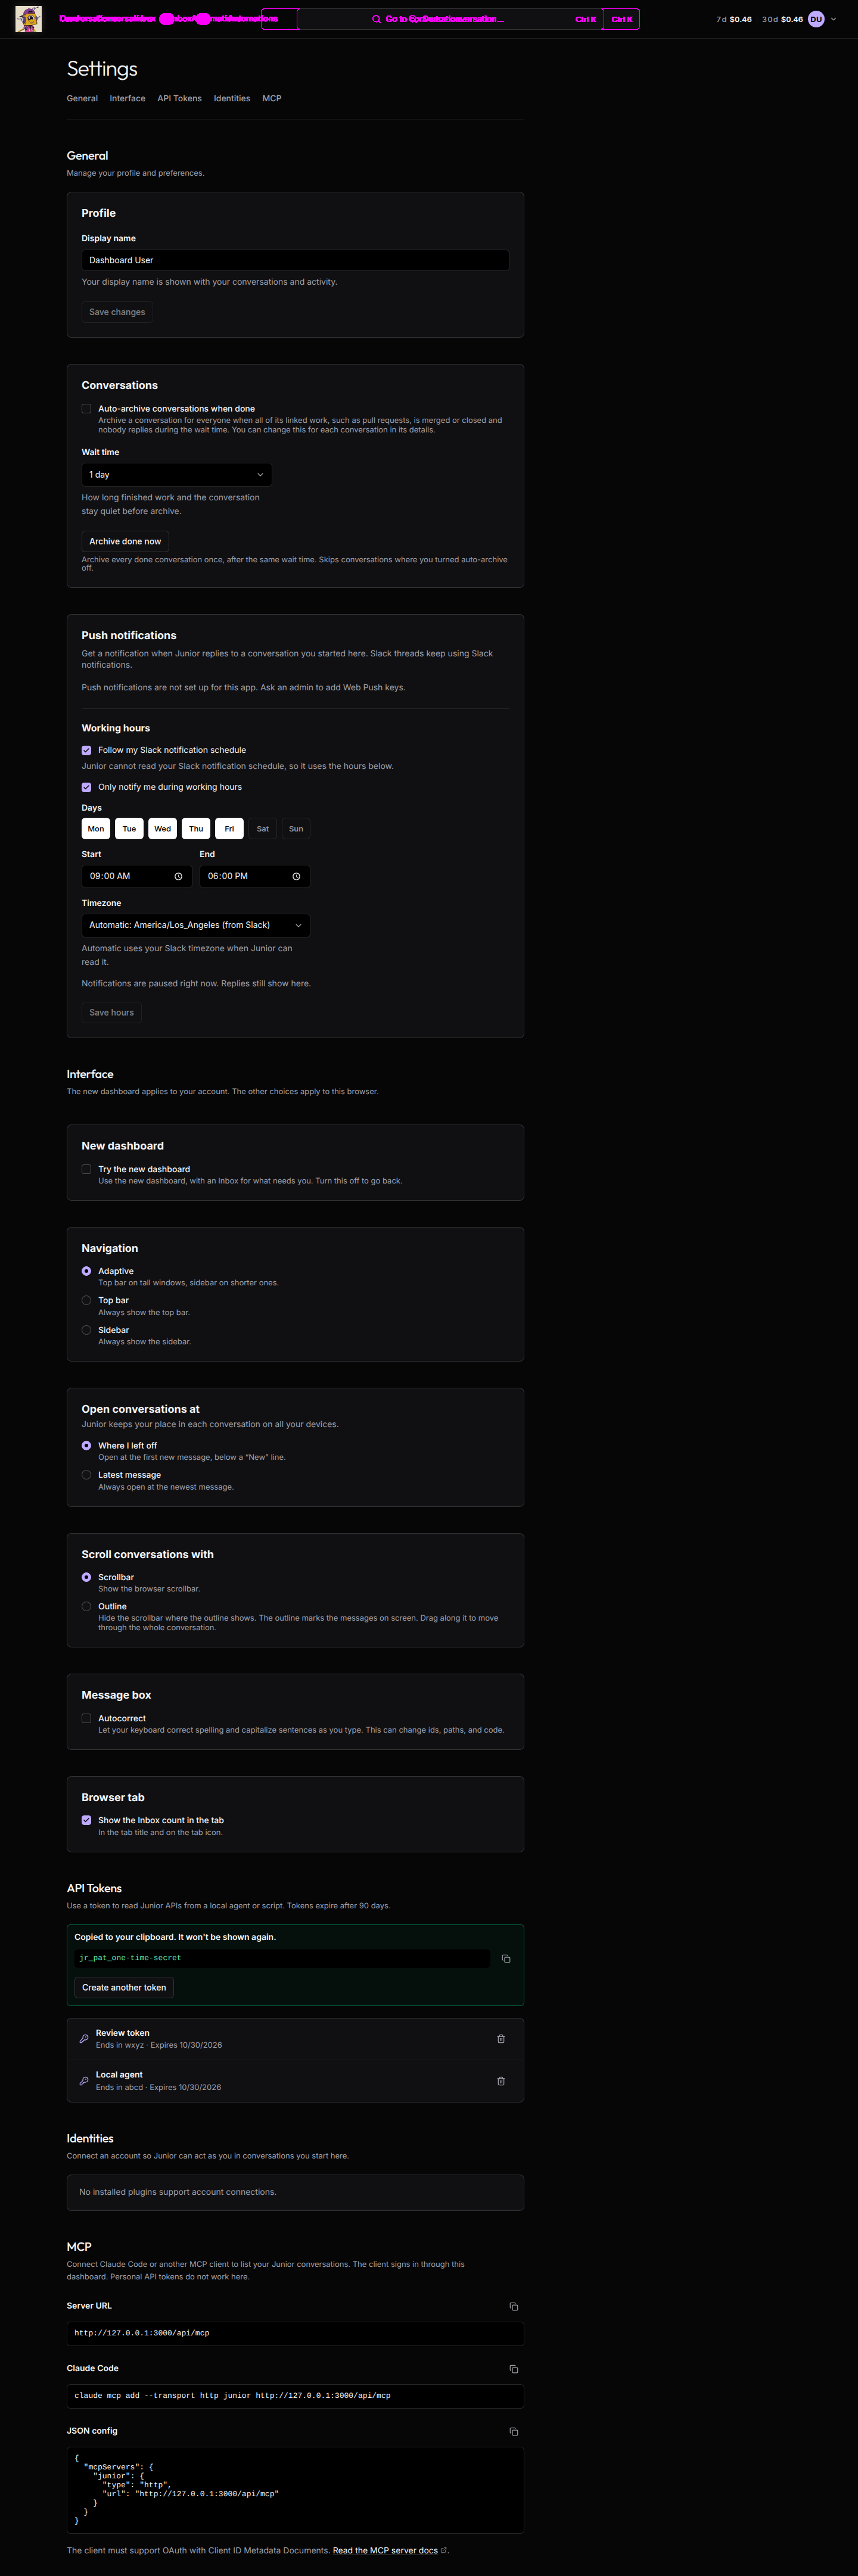 Ctrl K
Ctrl K
7d $0.46
30d $0.46
DU
Settings
General
Interface
API Tokens
Identities
MCP
General
Manage your profile and preferences.
Profile
Display name
Dashboard User
Your display name is shown with your conversations and activity.
Save changes
Conversations
Auto-archive conversations when done
Archive a conversation for everyone when all of its linked work, such as pull requests, is merged or closed and
nobody replies during the wait time. You can change this for each conversation in its details.
Wait time
1 day
How long finished work and the conversation
stay quiet before archive.
Archive done now
Archive every done conversation once, after the same wait time. Skips conversations where you turned auto-archive
off.
Push notifications
Get a notification when Junior replies to a conversation you started here. Slack threads keep using Slack
notifications.
Push notifications are not set up for this app. Ask an admin to add Web Push keys.
Working hours
Follow my Slack notification schedule
Junior cannot read your Slack notification schedule, so it uses the hours below.
Only notify me during working hours
Days
Mon
Tue
Wed
Thu
Fri
Sat
Sun
Start
End
09:00 AM
06:00 PM
Timezone
Automatic: America/Los_Angeles (from Slack)
Automatic uses your Slack timezone when Junior can
read it.
Notifications are paused right now. Replies still show here.
Save hours
Interface
The new dashboard applies to your account. The other choices apply to this browser.
New dashboard
Try the new dashboard
Use the new dashboard, with an Inbox for what needs you. Turn this off to go back.
Navigation
Adaptive
Top bar on tall windows, sidebar on shorter ones.
Top bar
Always show the top bar.
Sidebar
Always show the sidebar.
Open conversations at
Junior keeps your place in each conversation on all your devices.
Where I left off
Open at the first new message, below a “New” line.
Latest message
Always open at the newest message.
Scroll conversations with
Scrollbar
Show the browser scrollbar.
Outline
Hide the scrollbar where the outline shows. The outline marks the messages on screen. Drag along it to move
through the whole conversation.
Message box
Autocorrect
Let your keyboard correct spelling and capitalize sentences as you type. This can change ids, paths, and code.
Browser tab
Show the Inbox count in the tab
In the tab title and on the tab icon.
API Tokens
Use a token to read Junior APIs from a local agent or script. Tokens expire after 90 days.
Copied to your clipboard. It won't be shown again.
jr_pat_one-time-secret
Create another token
Review token
Ends in wxyz · Expires 10/30/2026
Local agent
Ends in abcd · Expires 10/30/2026
Identities
Connect an account so Junior can act as you in conversations you start here.
No installed plugins support account connections.
MCP
Connect Claude Code or another MCP client to list your Junior conversations. The client signs in through this
dashboard. Personal API tokens do not work here.
Server URL
http://127.0.0.1:3000/api/mcp
Claude Code
claude mcp add --transport http junior http://127.0.0.1:3000/api/mcp
JSON config
{
"mcpServers": {
"junior": {
"type": "http",
"url": "http://127.0.0.1:3000/api/mcp"
}
}
}
The client must support OAuth with Client ID Metadata Documents. Read the MCP server docs.